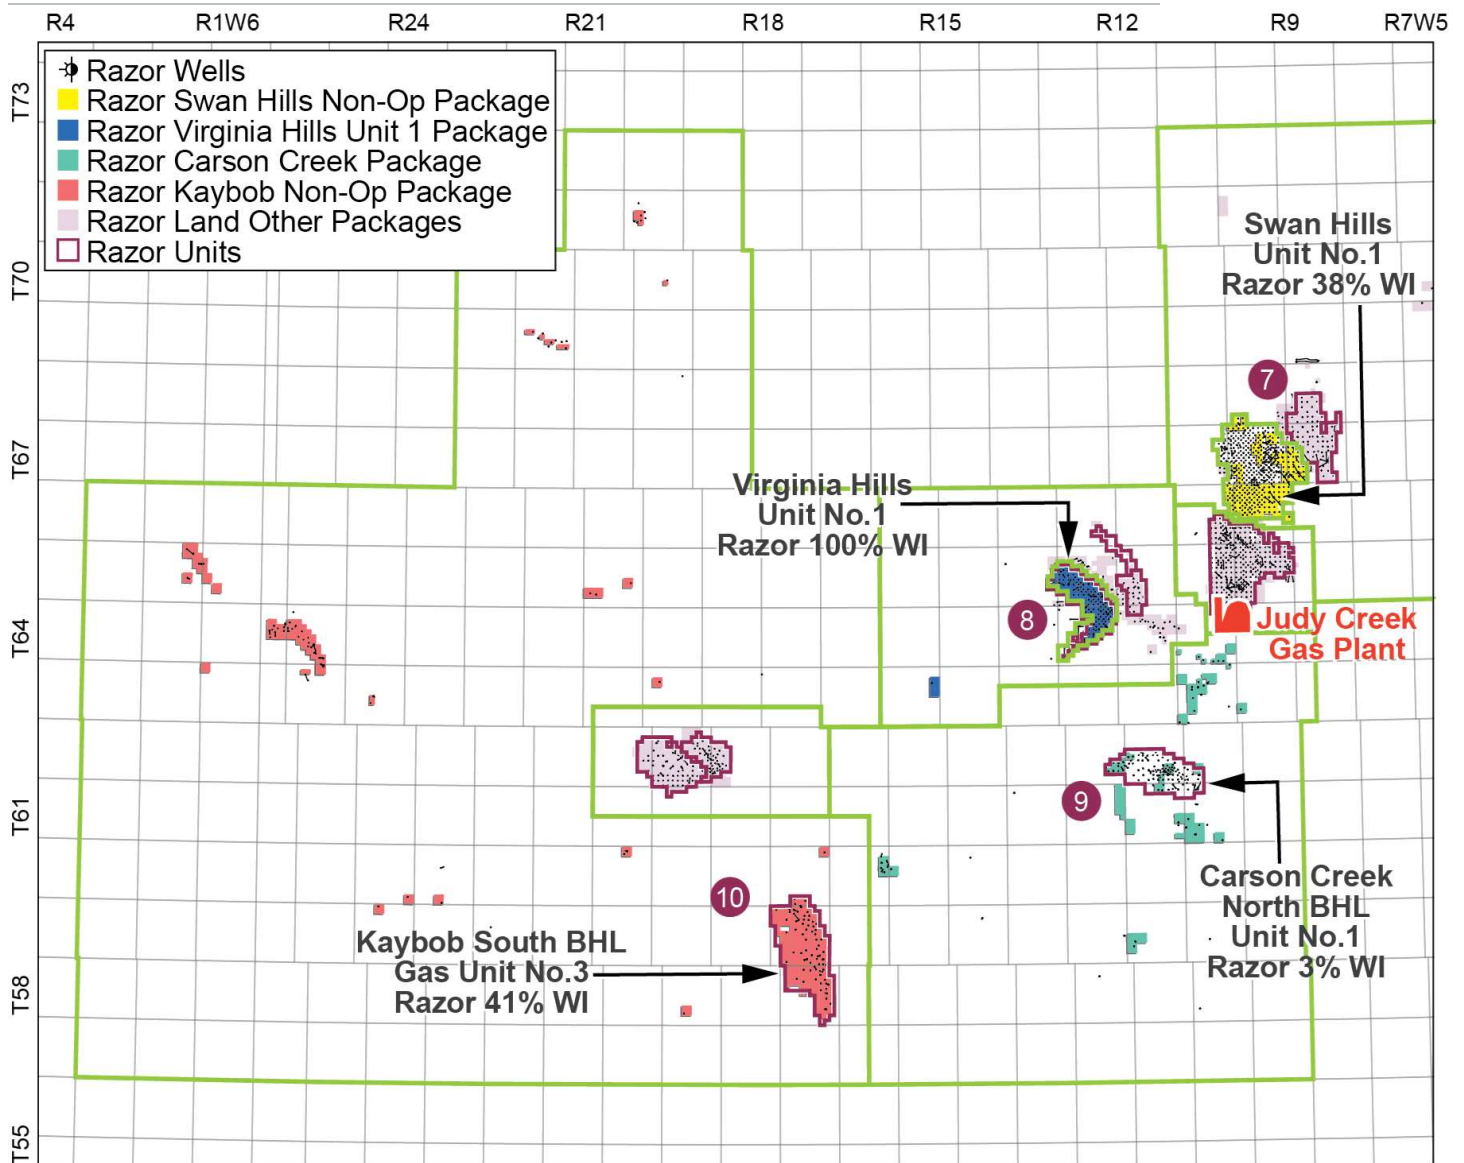 R4 R1W6 R24 R21 R18 R15 R12 R9 R7W5
Razor Wells
Razor Swan Hills Non-Op Package
Razor Virginia Hills Unit 1 Package
Razor Carson Creek Package
Razor Kaybob Non-Op Package
Razor Land Other Packages
Razor Units
T73
T70
T67
T64
T61
T58
T55
Swan Hills
Unit No.1
Razor 38% WI
7
Virginia Hills
Unit No.1
Razor 100% WI
8
Judy Creek
Gas Plant
9
Carson Creek
North BHL
Unit No.1
Razor 3% WI
10
Kaybob South BHL
Gas Unit No.3
Razor 41% WI